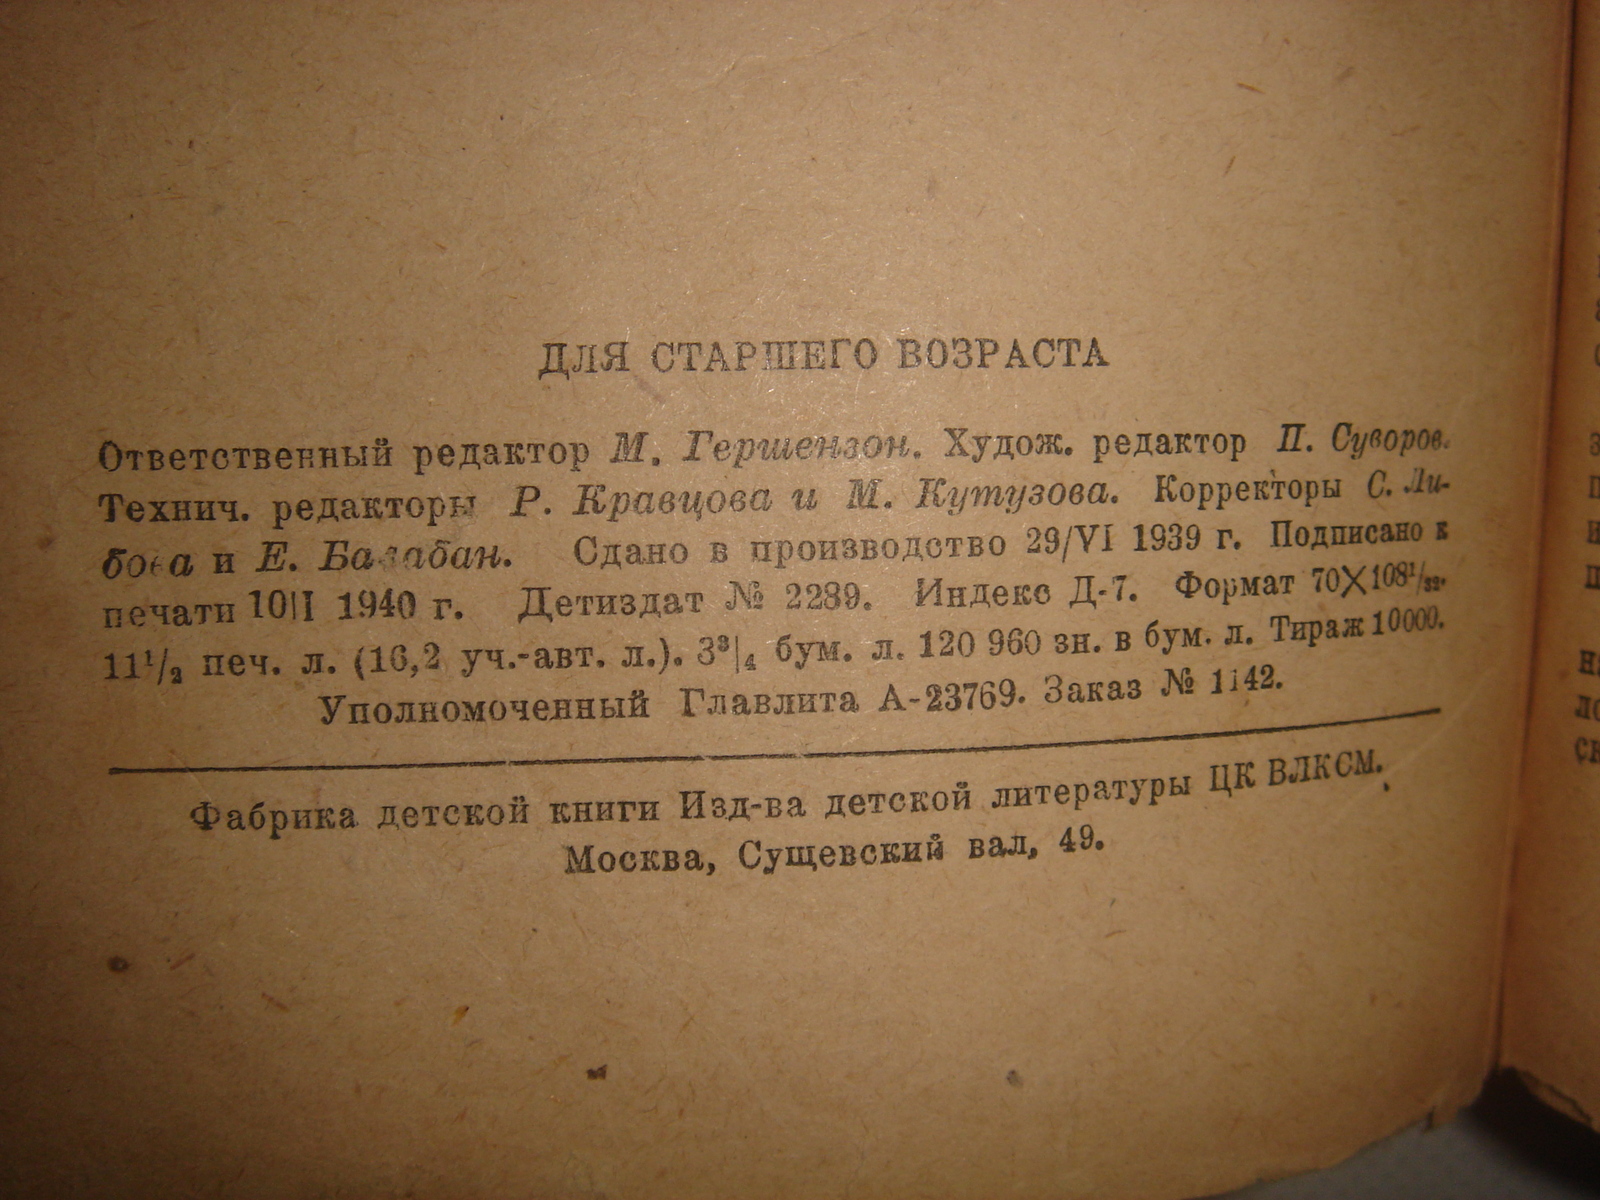 ДЛЯ СТАРШЕГО ВОЗРАСТА
Ответственный редактор М. Гершензон. Худож. редактор П. Суворов.
Технич. редакторы Р. Кравцова и М. Кутузова. Корректоры С. Ли-
бова и Е. Балабан. Сдано в производство 29/VI 1939 г. Подписано к
печати 10|I 1940 г. Детиздат № 2289. Индекс Д-7. Формат 70X108¹/₃₂.
11¹/₂ печ. л. (16,2 уч.-авт. л.). 3³|₄ бум. л. 120 960 зн. в бум. л. Тираж 10000.
Уполномоченный Главлита А-23769. Заказ № 1142.
Фабрика детской книги Изд-ва детской литературы ЦК ВЛКСМ.
Москва, Сущевский вал, 49.